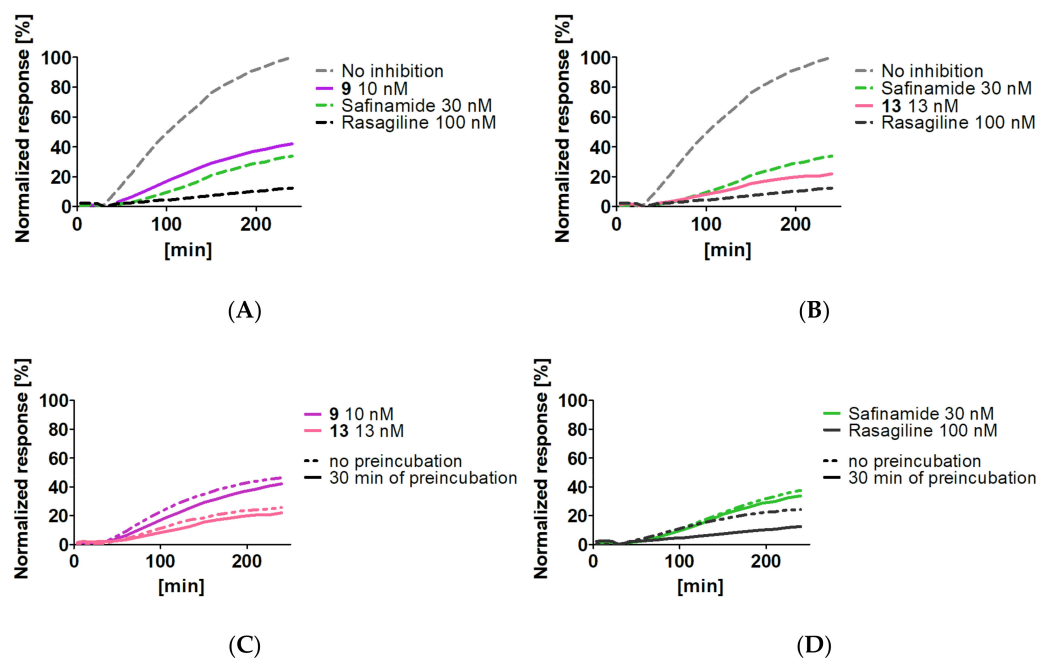 Normalized response [%]
100
80
60
40
20
0
0 100 200
[min]
No inhibition
9 10 nM
Safinamide 30 nM
Rasagiline 100 nM
(A)
Normalized response [%]
100
80
60
40
20
0
0 100 200
[min]
No inhibition
Safinamide 30 nM
13 13 nM
Rasagiline 100 nM
(B)
Normalized response [%]
100
80
60
40
20
0
0 100 200
[min]
9 10 nM
13 13 nM
no preincubation
30 min of preincubation
(C)
Normalized response [%]
100
80
60
40
20
0
0 100 200
[min]
Safinamide 30 nM
Rasagiline 100 nM
no preincubation
30 min of preincubation
(D)